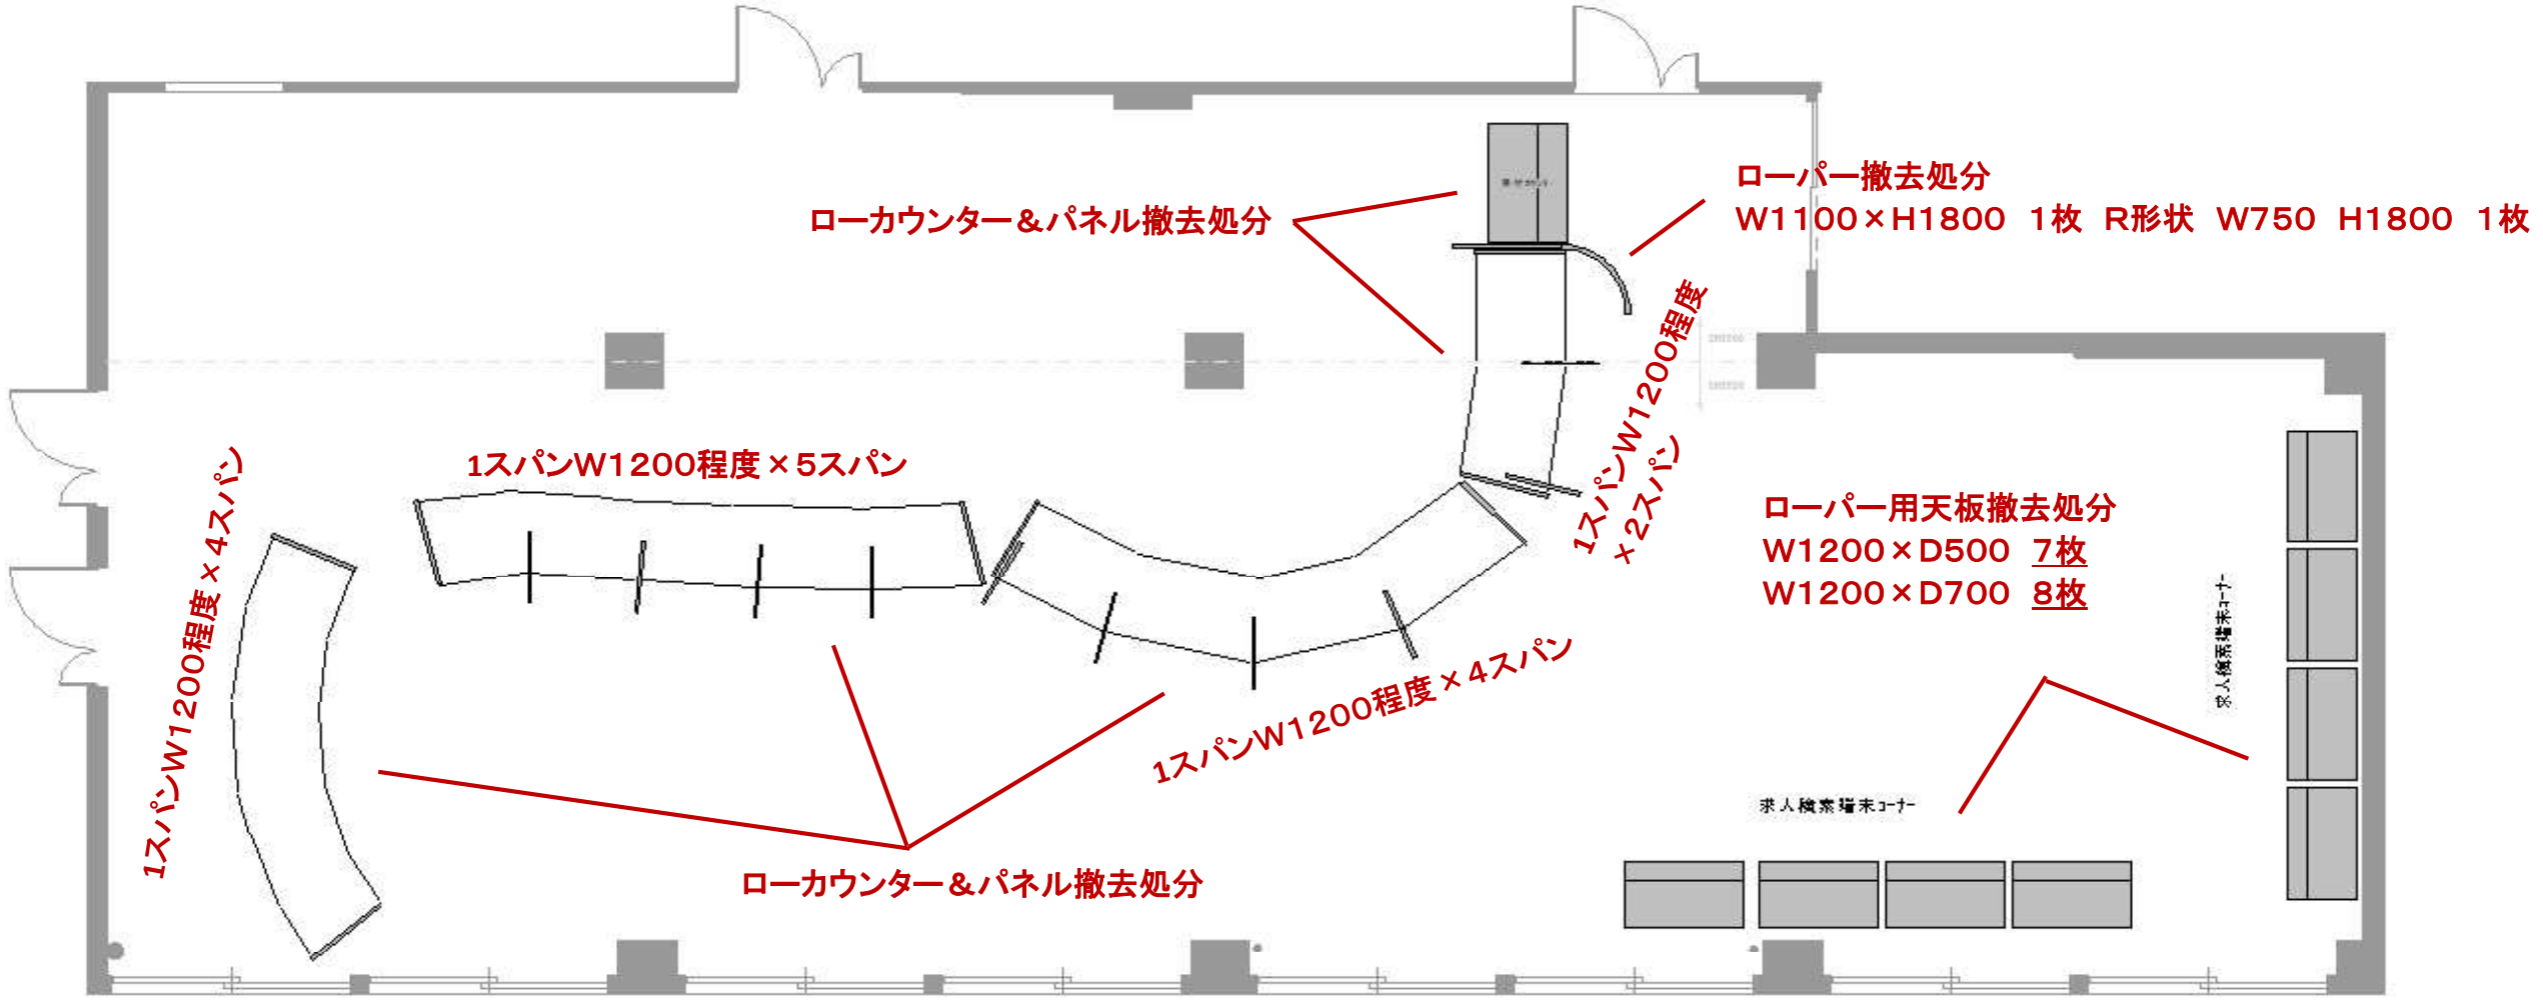 ローパー撤去処分
W1100×H1800 1枚 R形状 W750 H1800 1枚
ローカウンター&パネル撤去処分
1スパンW1200程度
×2スパン
1スパンW1200程度×5スパン
1スパンW1200程度×4スパン
ローパー用天板撤去処分
W1200×D500 7枚
W1200×D700 8枚
求人検索端末コーナー
1スパンW1200程度×4スパン
求人検索端末コーナー
ローカウンター&パネル撤去処分